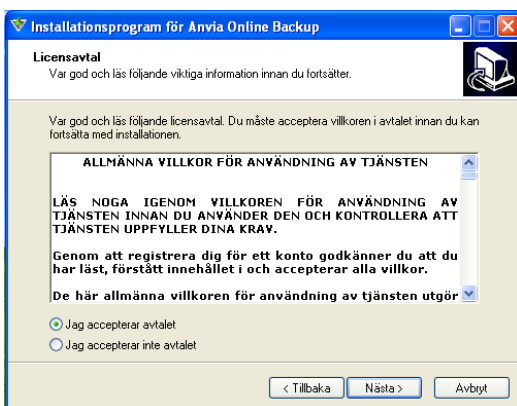 Installationsprogram för Anvia Online Backup
Licensavtal
Var god och läs följande viktiga information innan du fortsätter.
Var god och läs följande licensavtal. Du måste acceptera villkoren i avtalet innan du kan
fortsätta med installationen.
ALLMÄNNA VILLKOR FÖR ANVÄNDNING AV TJÄNSTEN
LÄS NOGA IGENOM VILLKOREN FÖR ANVÄNDNING AV
TJÄNSTEN INNAN DU ANVÄNDER DEN OCH KONTROLLERA ATT
TJÄNSTEN UPPFYLLER DINA KRAV.
Genom att registrera dig för ett konto godkänner du att du
har läst, förstått innehållet i och accepterar alla villkor.
De här allmänna villkoren för användning av tjänsten utgör
Jag accepterar avtalet
Jag accepterar inte avtalet
< Tillbaka
Nästa >
Avbryt